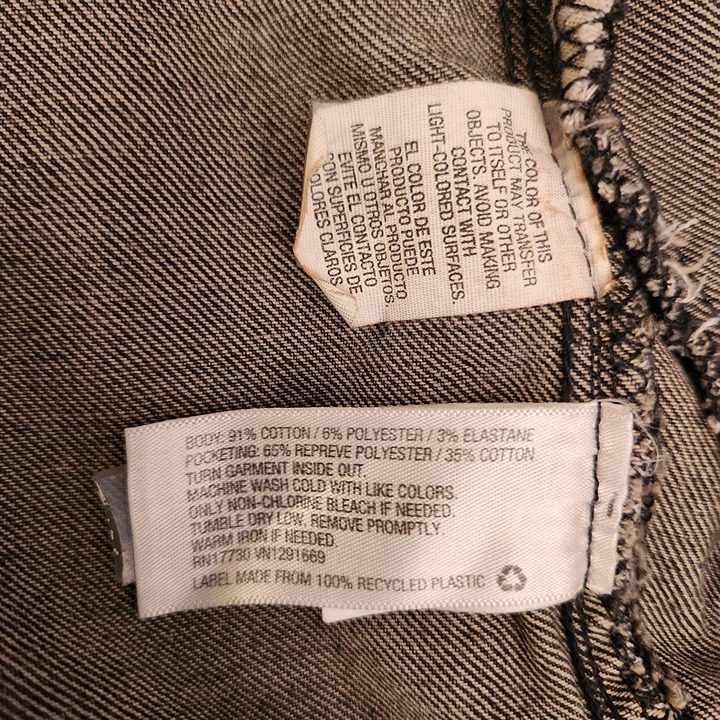 THE COLOR OF THIS
PRODUCT MAY TRANSFER
TO ITSELF OR OTHER
OBJECTS. AVOID MAKING
CONTACT WITH
LIGHT-COLORED SURFACES.
EL COLOR DE ESTE
PRODUCTO PUEDE
MANCHAR AL PRODUCTO
MISMO U OTROS OBJETOS
EVITE EL CONTACTO
CON SUPERFICIES DE
COLORES CLAROS
BODY: 91% COTTON / 6% POLYESTER / 3% ELASTANE
POCKETING: 65% REPREVE POLYESTER / 35% COTTON
TURN GARMENT INSIDE OUT.
MACHINE WASH COLD WITH LIKE COLORS.
ONLY NON-CHLORINE BLEACH IF NEEDED.
TUMBLE DRY LOW, REMOVE PROMPTLY.
WARM IRON IF NEEDED.
RN17730 VN1291669
LABEL MADE FROM 100% RECYCLED PLASTIC